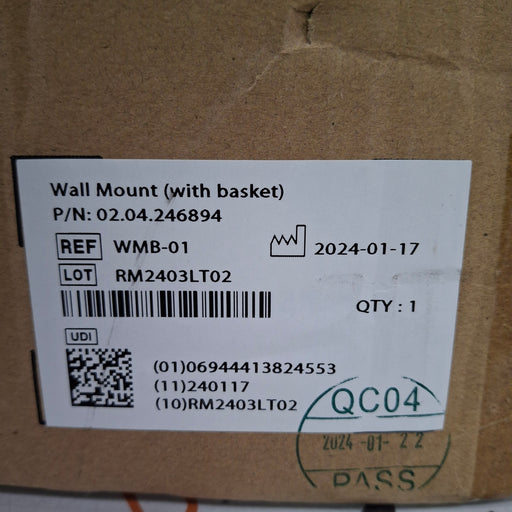 Wall Mount (with basket)
P/N: 02.04.246894
REF WMB-01 2024-01-17
LOT RM2403LT02
QTY : 1
UDI
(01)06944413824553
(11)240117
(10)RM2403LT02
QC04
2024 -01- 22
PASS